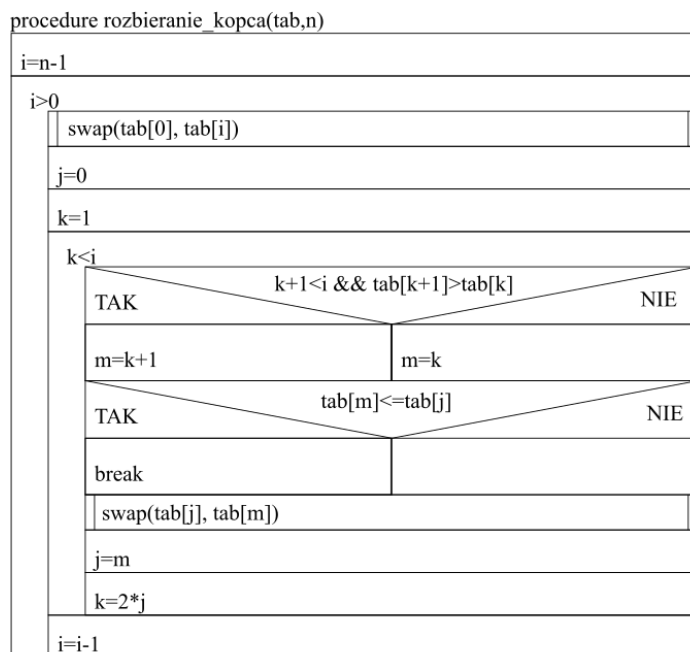 procedure rozbieranie_kopca(tab,n)
i=n-1
i>0
swap(tab[0], tab[i])
j=0
k=1
k<i
k+1<i && tab[k+1]>tab[k]
TAK
NIE
m=k+1
m=k
tab[m]<=tab[j]
TAK
NIE
break
swap(tab[j], tab[m])
j=m
k=2*j
i=i-1